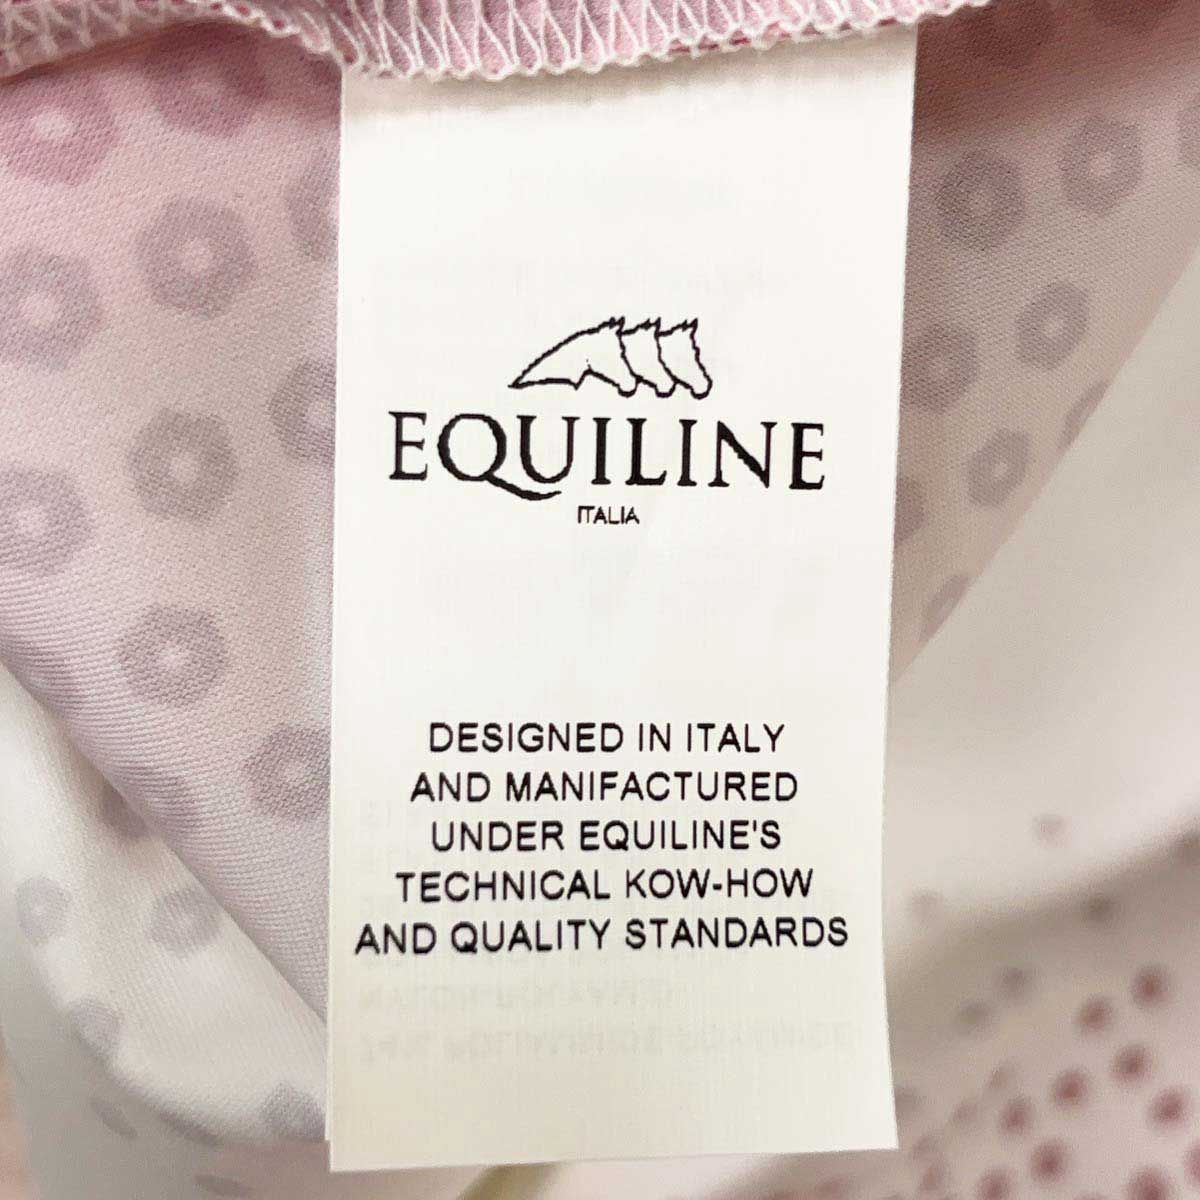 EQUILINE
ITALIA
DESIGNED IN ITALY
AND MANIFACTURED
UNDER EQUILINE'S
TECHNICAL KOW-HOW
AND QUALITY STANDARDS